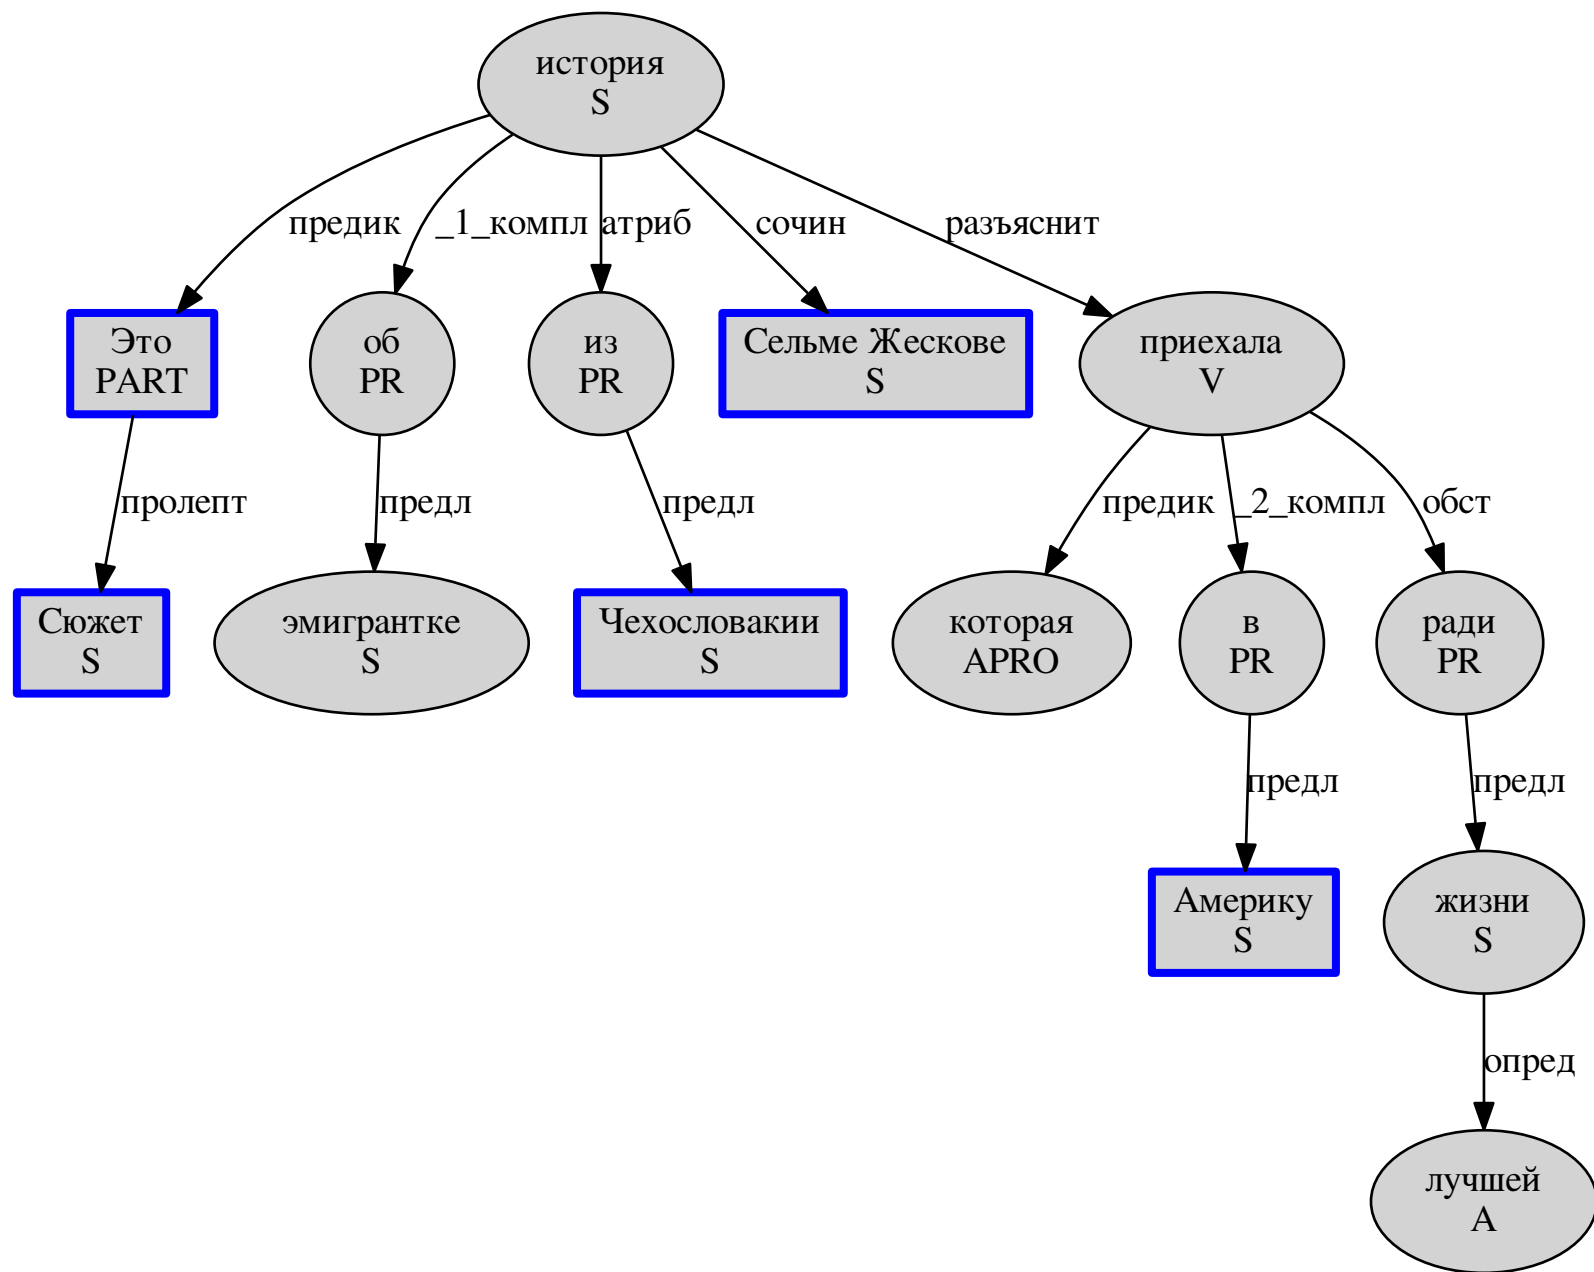 история
S
предик
_1_компл
атриб
сочин
разъяснит
Это
PART
об
PR
из
PR
Сельме Жескове
S
приехала
V
пролепт
предл
предл
предик
_2_компл
обст
Сюжет
S
эмигрантке
S
Чехословакии
S
которая
APRO
в
PR
ради
PR
предл
предл
Америку
S
жизни
S
опред
лучшей
A